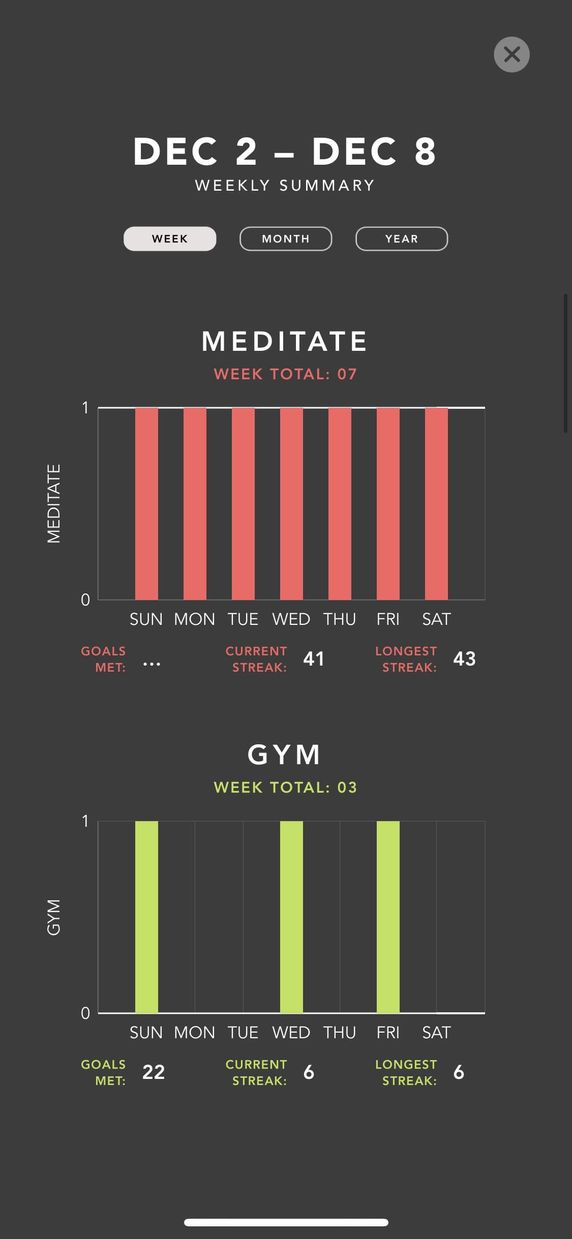 DEC 2 – DEC 8
WEEKLY SUMMARY
WEEK MONTH YEAR
MEDITATE
WEEK TOTAL: 07
1
MEDITATE
0
SUN MON TUE WED THU FRI SAT
GOALS MET: ... CURRENT STREAK: 41 LONGEST STREAK: 43
GYM
WEEK TOTAL: 03
1
GYM
0
SUN MON TUE WED THU FRI SAT
GOALS MET: 22 CURRENT STREAK: 6 LONGEST STREAK: 6